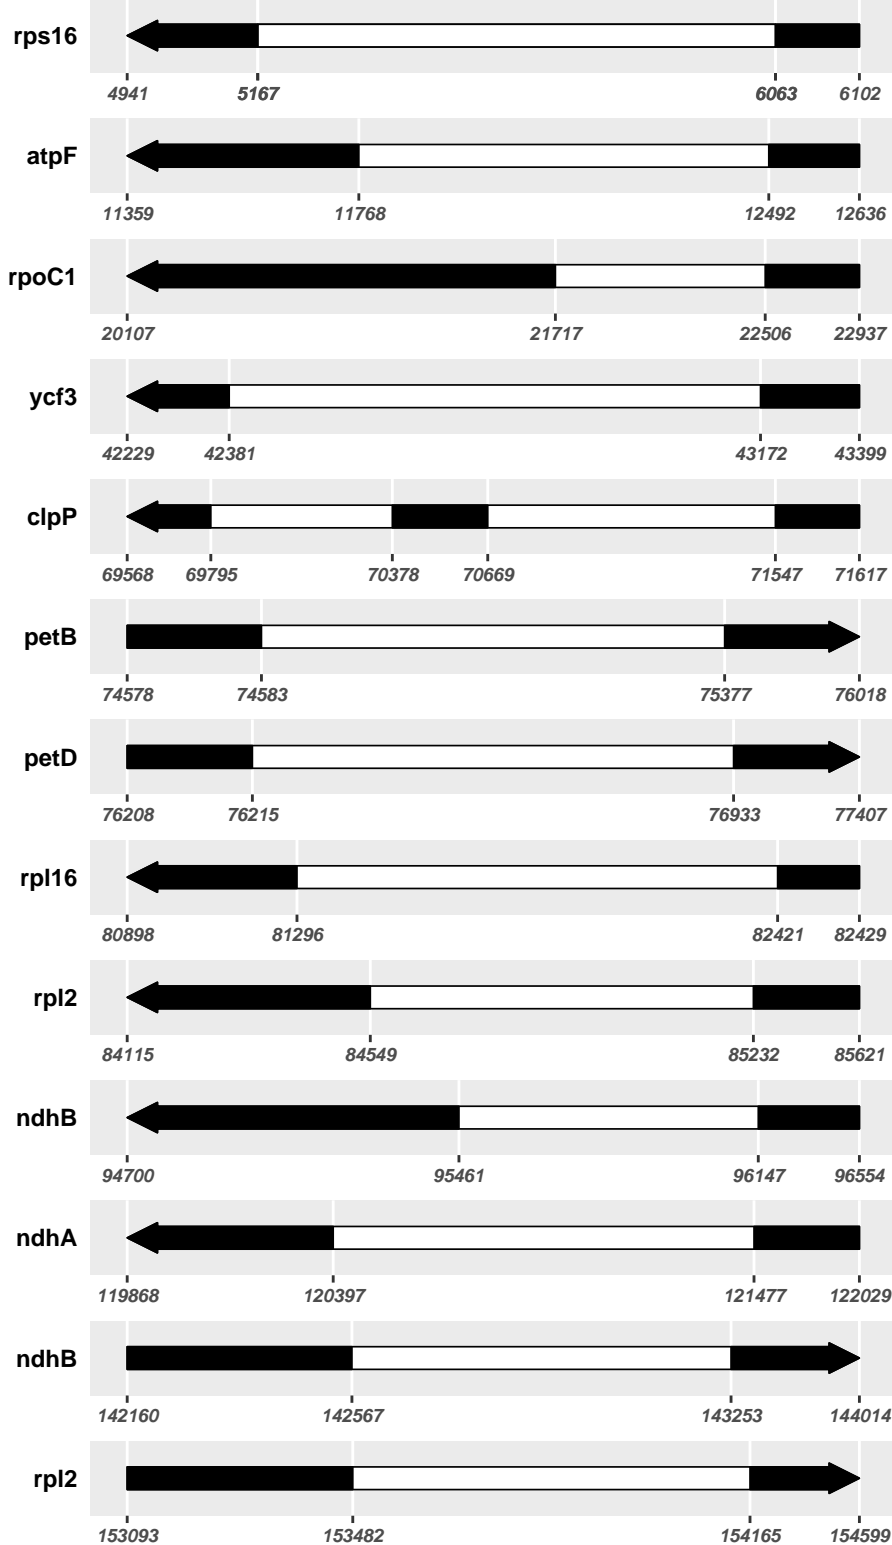 rps16
4941 5167 6063 6102
atpF
11359 11768 12492 12636
rpoC1
20107 21717 22506 22937
ycf3
42229 42381 43172 43399
clpP
69568 69795 70378 70669 71547 71617
petB
74578 74583 75377 76018
petD
76208 76215 76933 77407
rpl16
80898 81296 82421 82429
rpl2
84115 84549 85232 85621
ndhB
94700 95461 96147 96554
ndhA
119868 120397 121477 122029
ndhB
142160 142567 143253 144014
rpl2
153093 153482 154165 154599